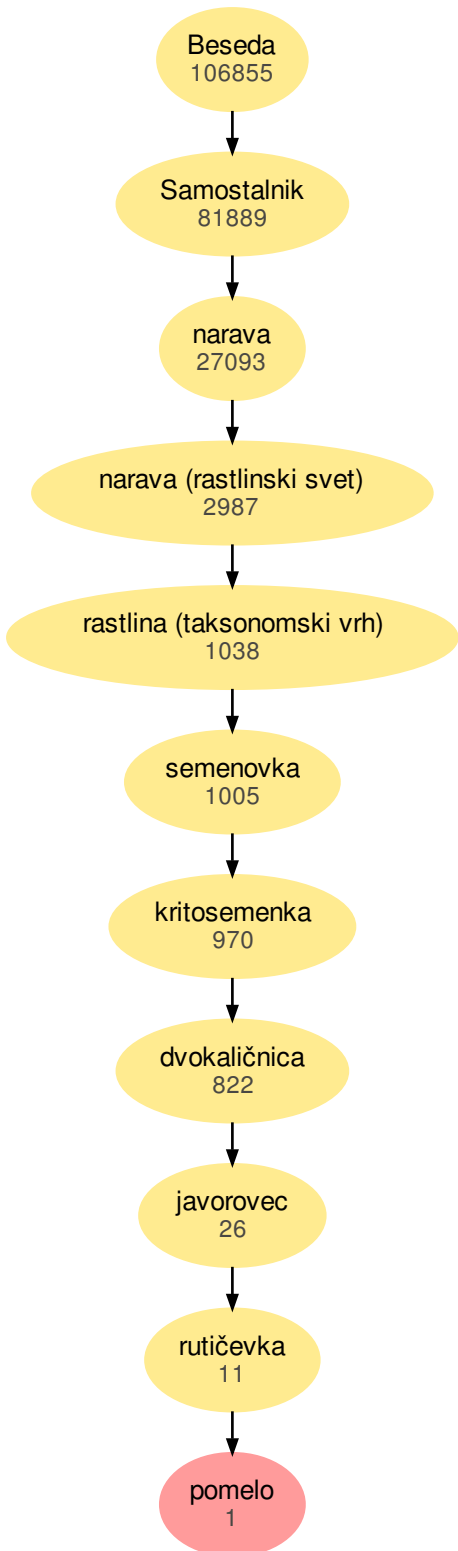 Beseda
106855
Samostalnik
81889
narava
27093
narava (rastlinski svet)
2987
rastlina (taksonomski vrh)
1038
semenovka
1005
kritosemenka
970
dvokaličnica
822
javorovec
26
rutičevka
11
pomelo
1